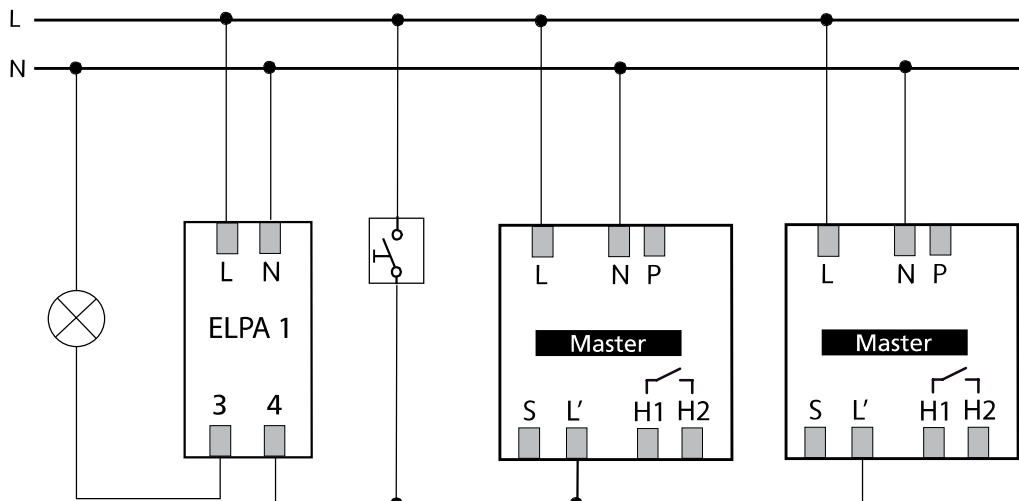 L
N
L N
ELPA 1
3 4
L N P
Master
S L’ H1 H2
L N P
Master
S L’ H1 H2